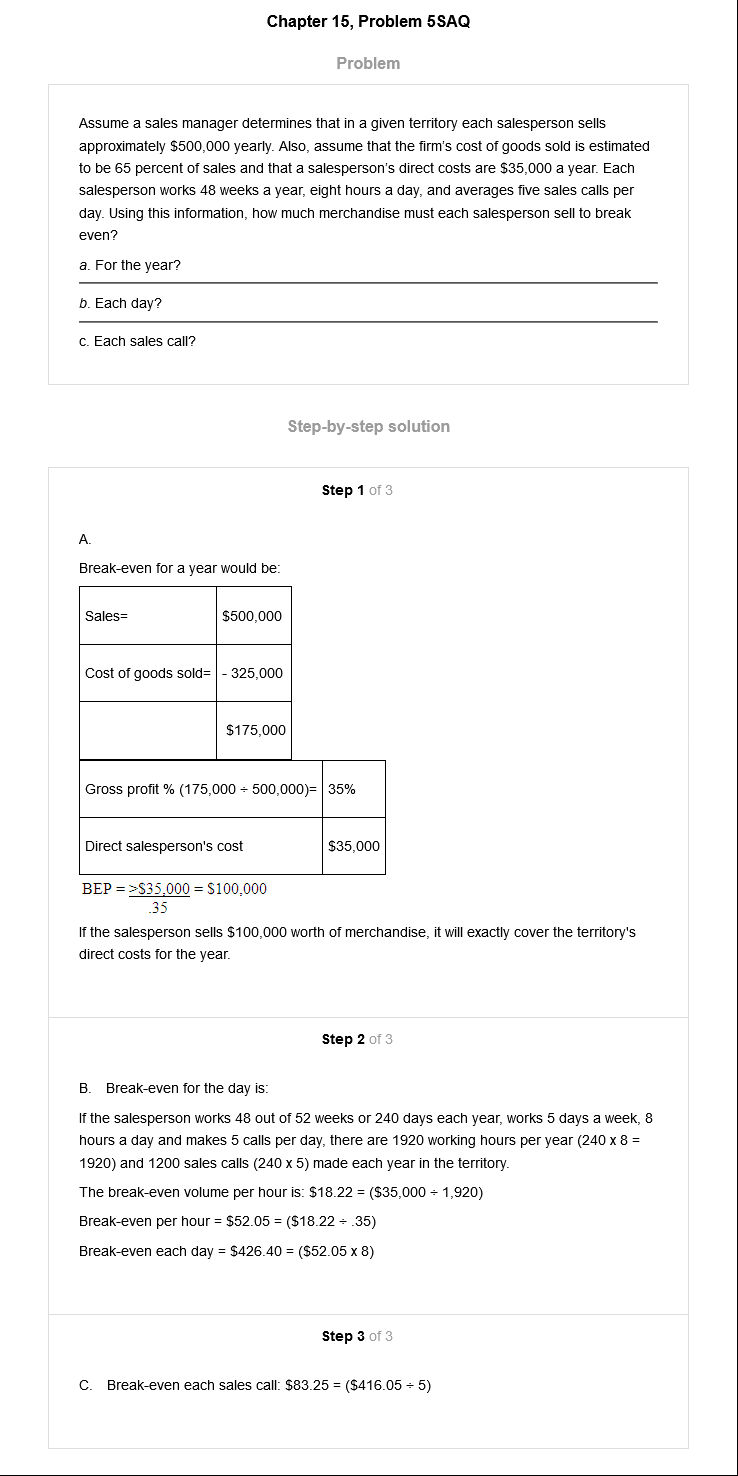 Chapter 15, Problem 5SAQ
Problem
Assume a sales manager determines that in a given territory each salesperson sells
approximately $500,000 yearly. Also, assume that the firm's cost of goods sold is estimated
to be 65 percent of sales and that a salesperson's direct costs are $35,000 a year. Each
salesperson works 48 weeks a year, eight hours a day, and averages five sales calls per
day. Using this information, how much merchandise must each salesperson sell to break
even?
a. For the year?
b. Each day?
c. Each sales call?
Step-by-step solution
Step 1 of 3
A.
Break-even for a year would be:
Sales= $500,000
Cost of goods sold= - 325,000
$175,000
Gross profit % (175,000 ÷ 500,000)= 35%
Direct salesperson's cost $35,000
BEP = >$35,000 = $100,000
.35
If the salesperson sells $100,000 worth of merchandise, it will exactly cover the territory's
direct costs for the year.
Step 2 of 3
B. Break-even for the day is:
If the salesperson works 48 out of 52 weeks or 240 days each year, works 5 days a week, 8
hours a day and makes 5 calls per day, there are 1920 working hours per year (240 x 8 =
1920) and 1200 sales calls (240 x 5) made each year in the territory.
The break-even volume per hour is: $18.22 = ($35,000 ÷ 1,920)
Break-even per hour = $52.05 = ($18.22 ÷ .35)
Break-even each day = $426.40 = ($52.05 x 8)
Step 3 of 3
C. Break-even each sales call: $83.25 = ($416.05 ÷ 5)